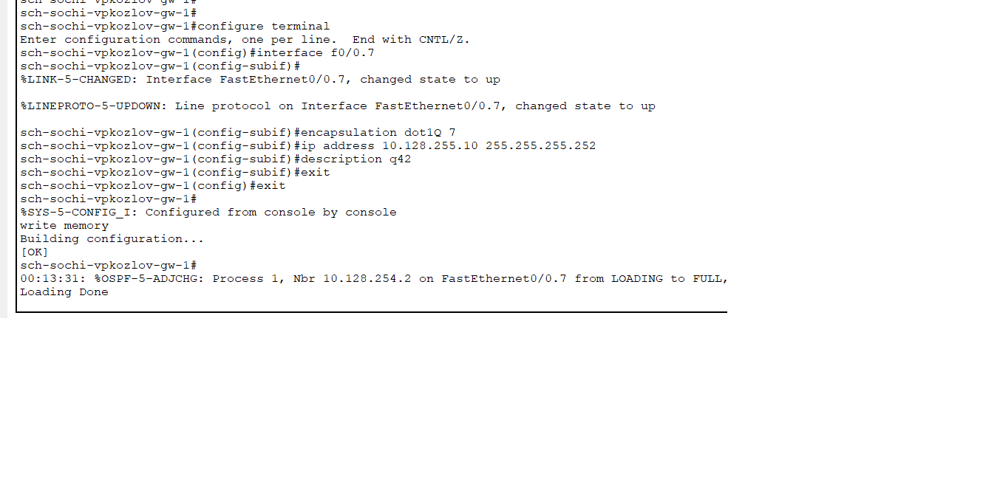 sch-sochi-vpkozlov-gw-1#
sch-sochi-vpkozlov-gw-1#
sch-sochi-vpkozlov-gw-1#configure terminal
Enter configuration commands, one per line.  End with CNTL/Z.
sch-sochi-vpkozlov-gw-1(config)#interface f0/0.7
sch-sochi-vpkozlov-gw-1(config-subif)#
%LINK-5-CHANGED: Interface FastEthernet0/0.7, changed state to up
%LINEPROTO-5-UPDOWN: Line protocol on Interface FastEthernet0/0.7, changed state to up
sch-sochi-vpkozlov-gw-1(config-subif)#encapsulation dot1Q 7
sch-sochi-vpkozlov-gw-1(config-subif)#ip address 10.128.255.10 255.255.255.252
sch-sochi-vpkozlov-gw-1(config-subif)#description q42
sch-sochi-vpkozlov-gw-1(config-subif)#exit
sch-sochi-vpkozlov-gw-1(config)#exit
sch-sochi-vpkozlov-gw-1#
%SYS-5-CONFIG_I: Configured from console by console
write memory
Building configuration...
[OK]
sch-sochi-vpkozlov-gw-1#
00:13:31: %OSPF-5-ADJCHG: Process 1, Nbr 10.128.254.2 on FastEthernet0/0.7 from LOADING to FULL,
Loading Done